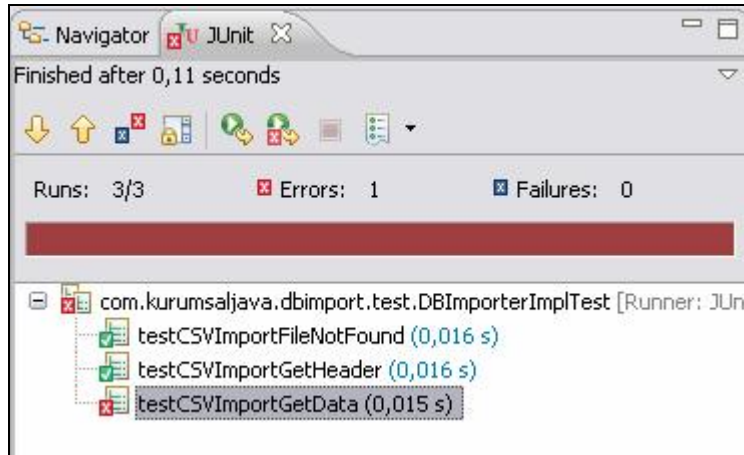 Navigator JUnit
Finished after 0,11 seconds
Runs: 3/3 Errors: 1 Failures: 0
com.kurumsaljava.dbimport.test.DBImporterImplTest [Runner: JUn
testCSVImportFileNotFound (0,016 s)
testCSVImportGetHeader (0,016 s)
testCSVImportGetData (0,015 s)